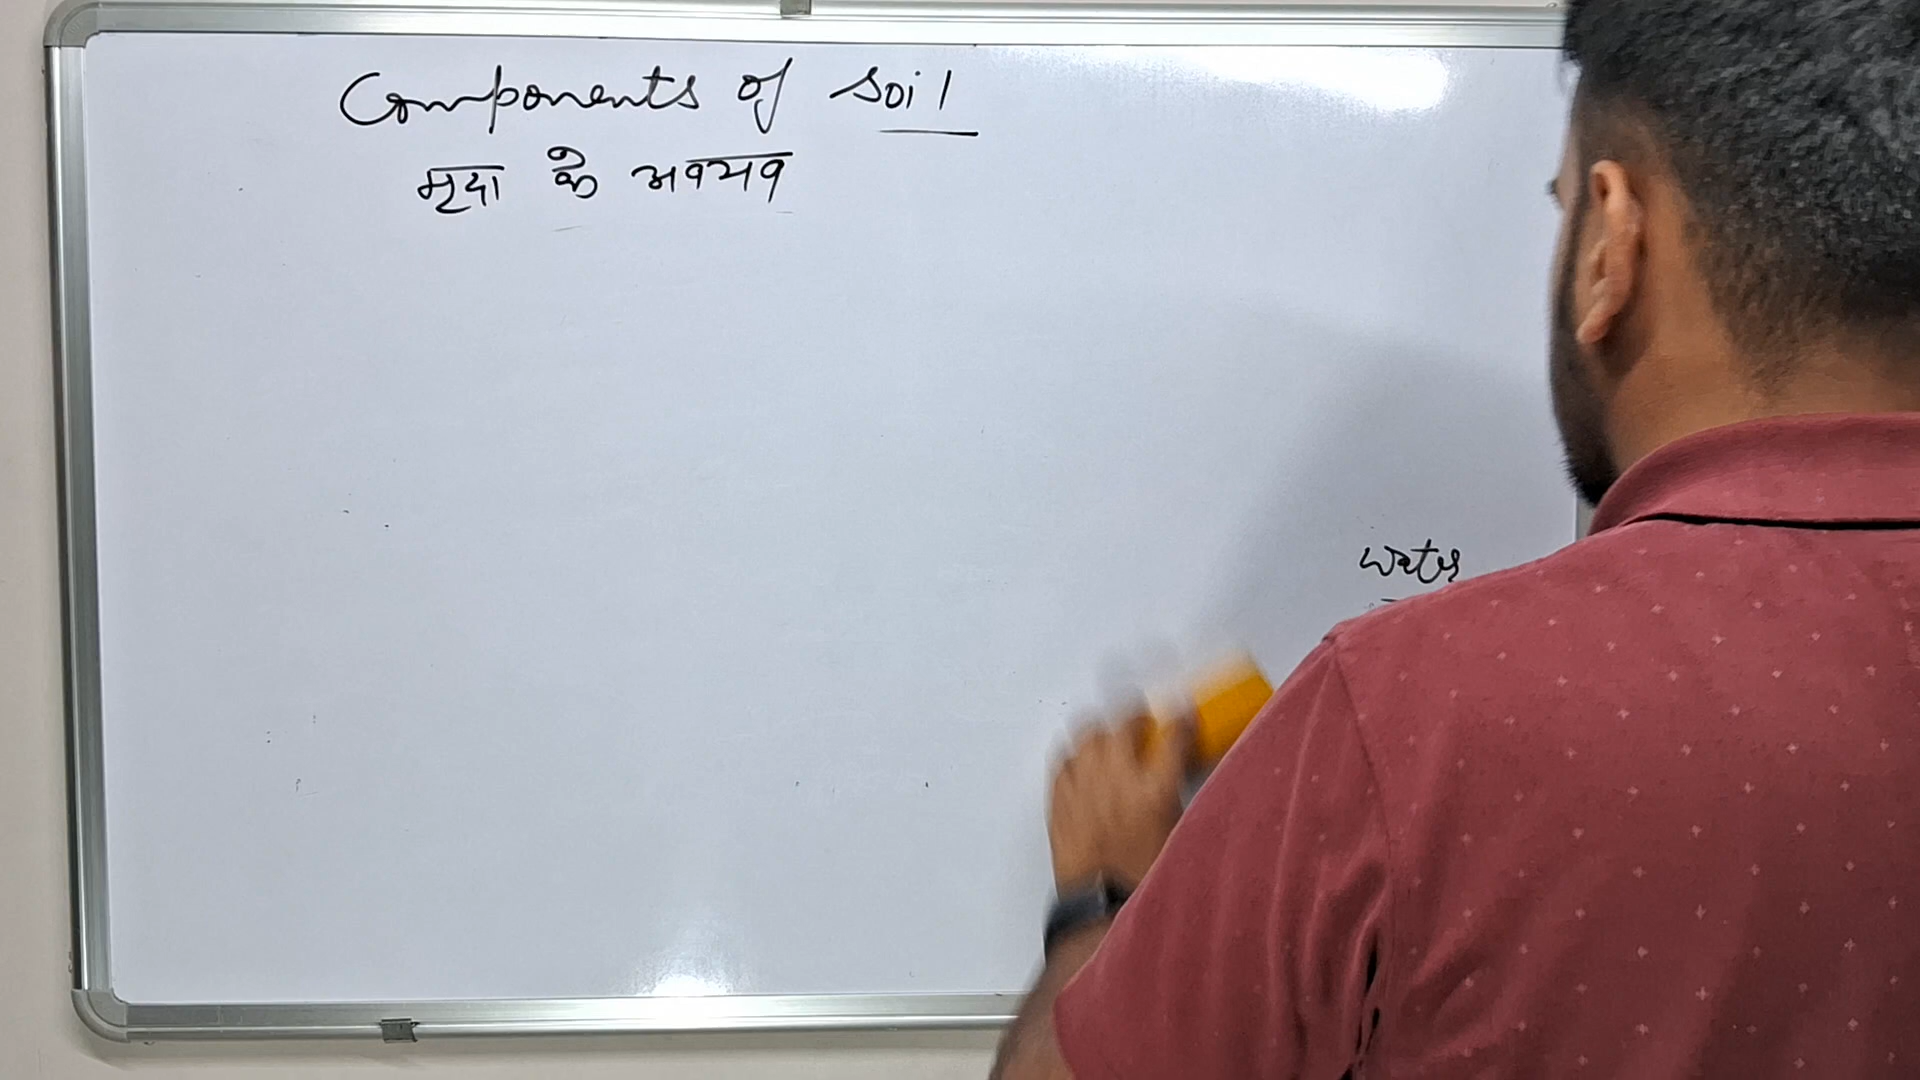 Components of soil
मृदा के अवयव
water